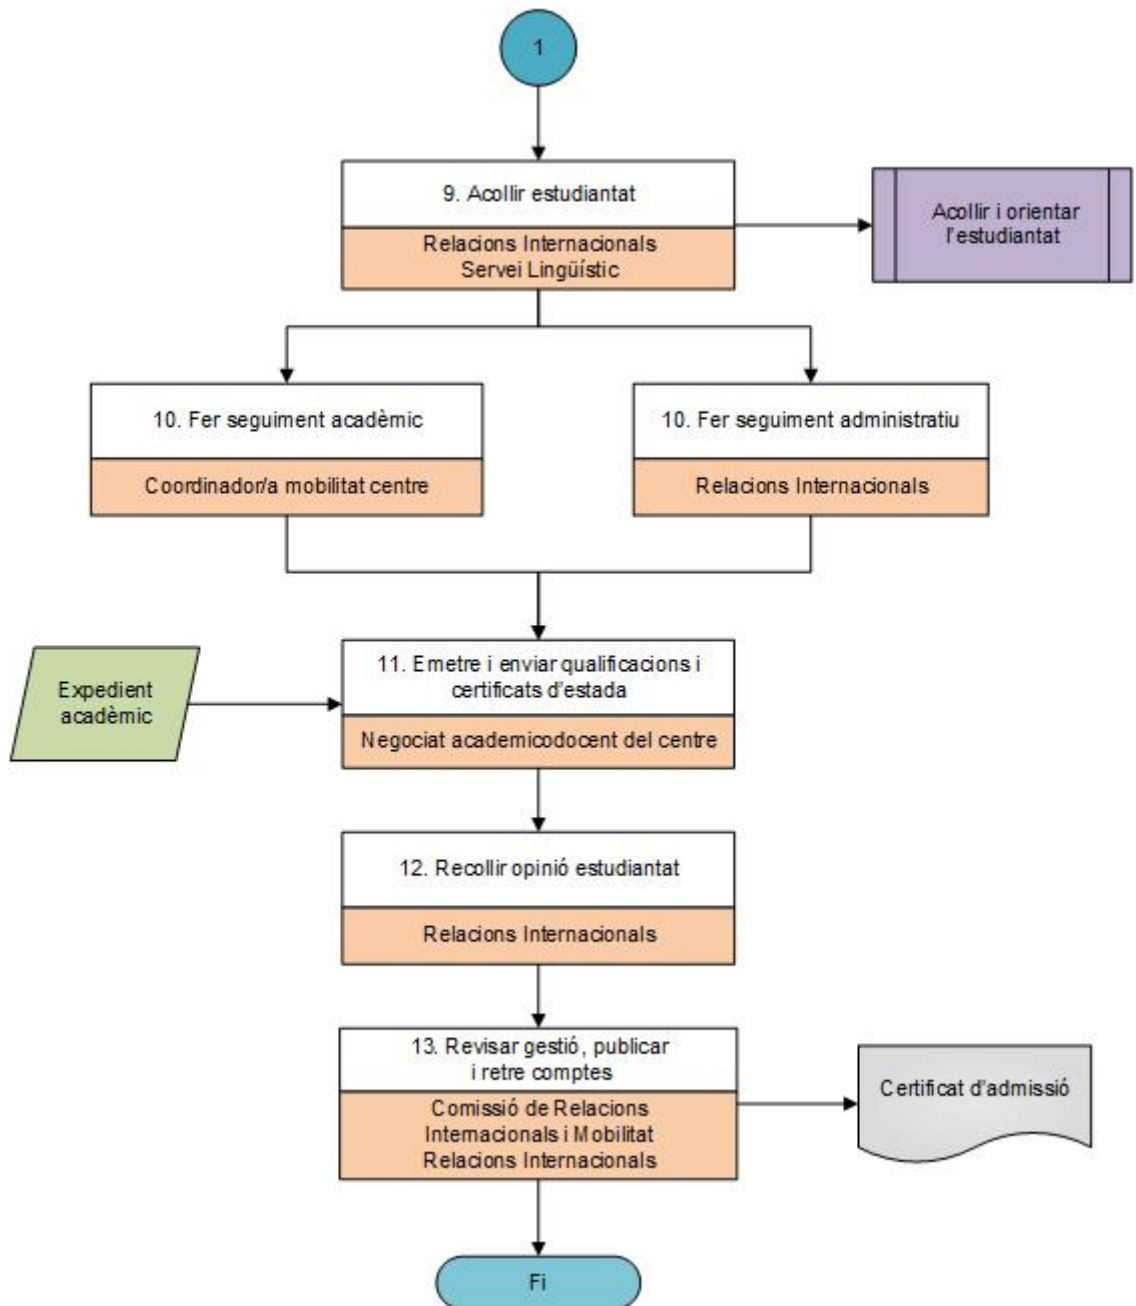 1
9. Acollir estudiantat
Relacions Internacionals
Servei Lingüístic
Acollir i orientar
l'estudiantat
10. Fer seguiment acadèmic
Coordinador/a mobilitat centre
10. Fer seguiment administratiu
Relacions Internacionals
Expedient
acadèmic
11. Emetre i enviar qualificacions i
certificats d'estada
Negociat academicodocent del centre
12. Recollir opinió estudiantat
Relacions Internacionals
13. Revisar gestió, publicar
i retre comptes
Comissió de Relacions
Internacionals i Mobilitat
Relacions Internacionals
Certificat d'admissió
Fi